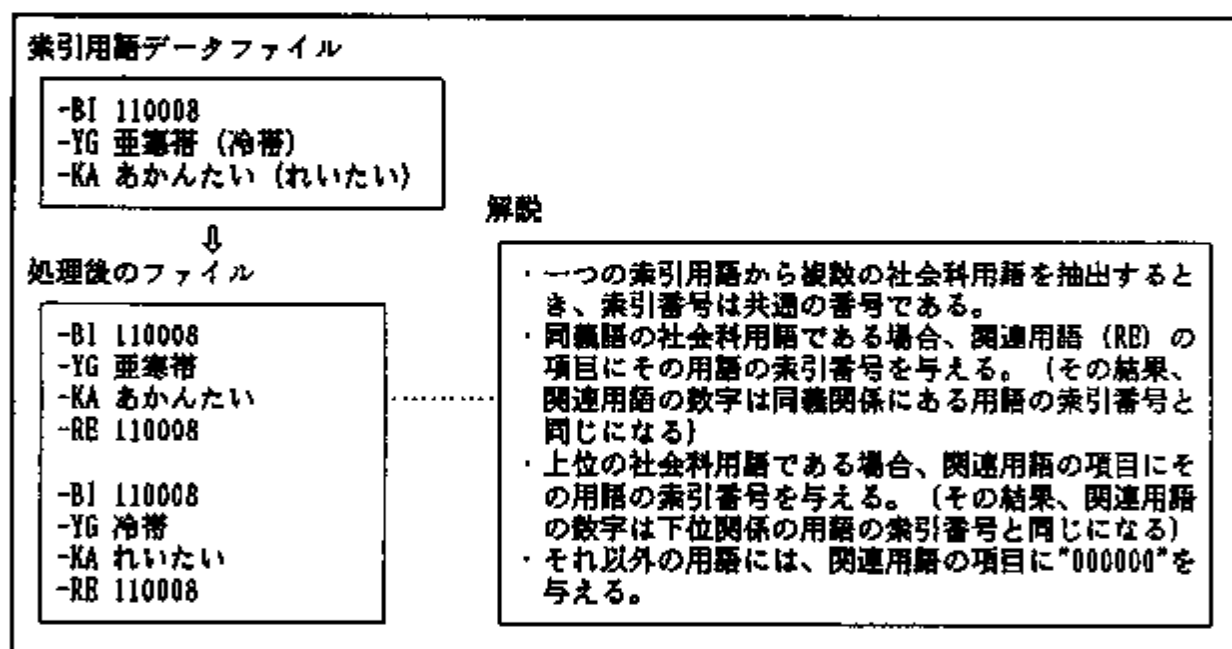 索引用語データファイル
-BI 110008
-YG 亜寒帯（冷帯）
-KA あかんたい（れいたい）
⇩
処理後のファイル
-BI 110008
-YG 亜寒帯
-KA あかんたい
-RE 110008
-BI 110008
-YG 冷帯
-KA れいたい
-RE 110008
解説
・一つの索引用語から複数の社会科用語を抽出すると
き、索引番号は共通の番号である。
・同義語の社会科用語である場合、関連用語（RE）の
項目にその用語の索引番号を与える。（その結果、
関連用語の数字は同義関係にある用語の索引番号と
同じになる）
・上位の社会科用語である場合、関連用語の項目にそ
の用語の索引番号を与える。（その結果、関連用語
の数字は下位関係の用語の索引番号と同じになる）
・それ以外の用語には、関連用語の項目に"000000"を
与える。